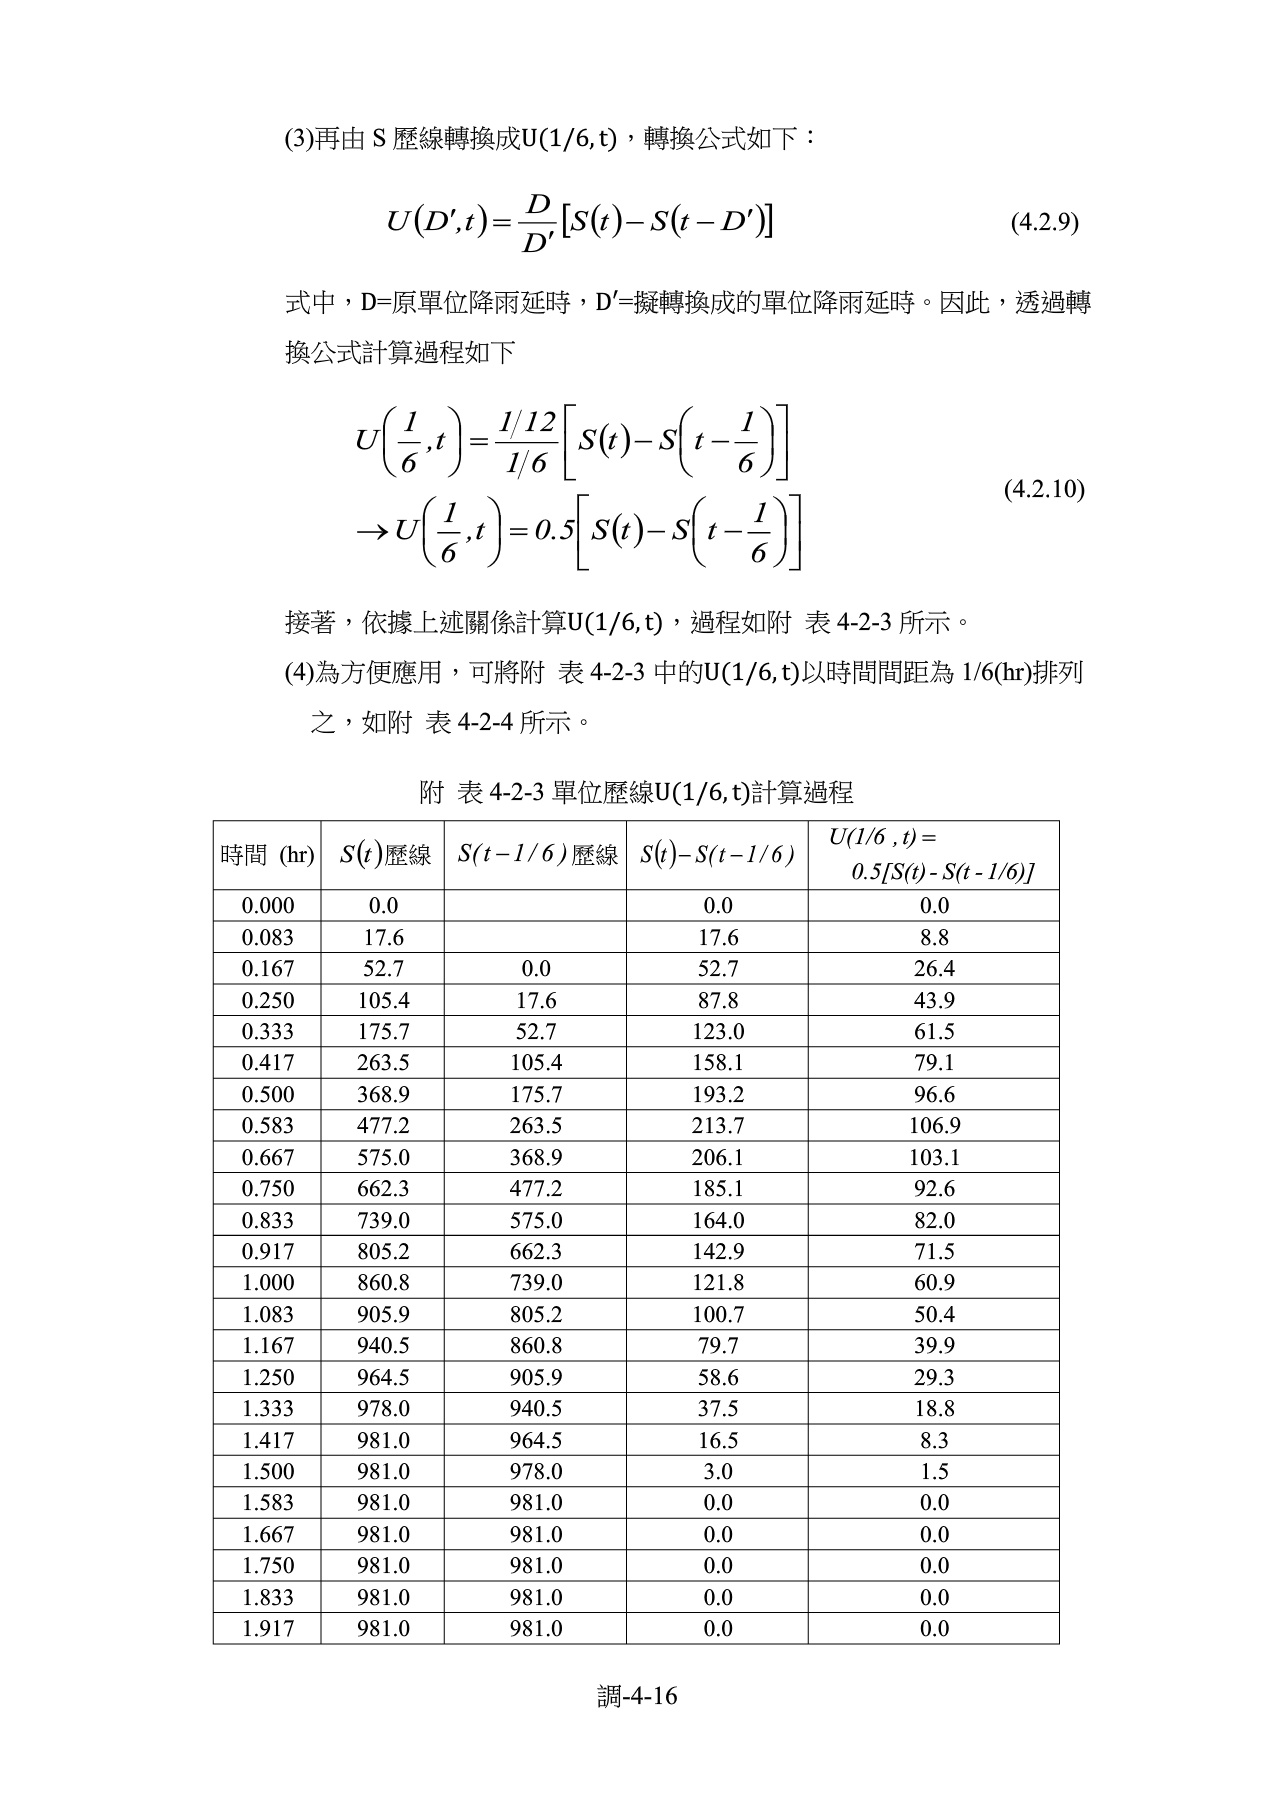 (3)再由 S 歷線轉換成U(1/6, t)，轉換公式如下：
U(D′,t) = D/D′ [S(t) − S(t − D′)] (4.2.9)
式中，D=原單位降雨延時，D′=擬轉換成的單位降雨延時。因此，透過轉
換公式計算過程如下
U(1/6 ,t) = 1/12 / 1/6 [S(t) − S(t − 1/6)]
→ U(1/6 ,t) = 0.5[S(t) − S(t − 1/6)] (4.2.10)
接著，依據上述關係計算U(1/6, t)，過程如附 表 4-2-3 所示。
(4)為方便應用，可將附 表 4-2-3 中的U(1/6, t)以時間間距為 1/6(hr)排列
之，如附 表 4-2-4 所示。
附 表 4-2-3 單位歷線U(1/6, t)計算過程
時間 (hr) S(t)歷線 S(t−1/6)歷線 S(t)−S(t−1/6) U(1/6 , t) = 0.5[S(t) - S(t - 1/6)]
0.000 0.0 0.0 0.0
0.083 17.6 17.6 8.8
0.167 52.7 0.0 52.7 26.4
0.250 105.4 17.6 87.8 43.9
0.333 175.7 52.7 123.0 61.5
0.417 263.5 105.4 158.1 79.1
0.500 368.9 175.7 193.2 96.6
0.583 477.2 263.5 213.7 106.9
0.667 575.0 368.9 206.1 103.1
0.750 662.3 477.2 185.1 92.6
0.833 739.0 575.0 164.0 82.0
0.917 805.2 662.3 142.9 71.5
1.000 860.8 739.0 121.8 60.9
1.083 905.9 805.2 100.7 50.4
1.167 940.5 860.8 79.7 39.9
1.250 964.5 905.9 58.6 29.3
1.333 978.0 940.5 37.5 18.8
1.417 981.0 964.5 16.5 8.3
1.500 981.0 978.0 3.0 1.5
1.583 981.0 981.0 0.0 0.0
1.667 981.0 981.0 0.0 0.0
1.750 981.0 981.0 0.0 0.0
1.833 981.0 981.0 0.0 0.0
1.917 981.0 981.0 0.0 0.0
調-4-16